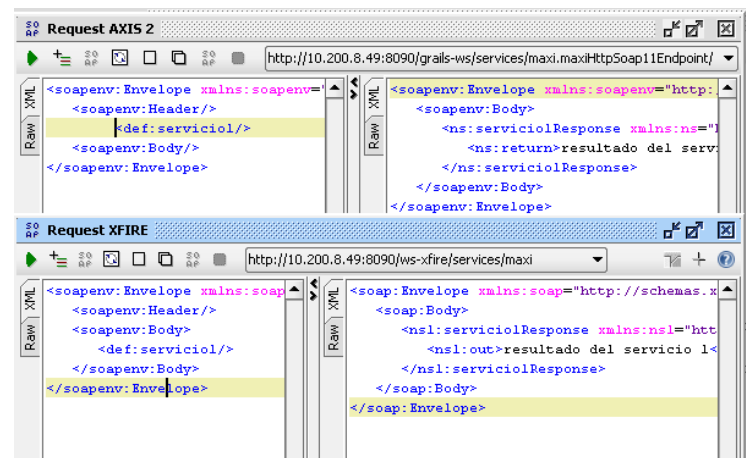 SO
AP Request AXIS 2
http://10.200.8.49:8090/grails-ws/services/maxi.maxiHttpSoap11Endpoint/
XML
Raw
<soapenv:Envelope xmlns:soapenv="
<soapenv:Header/>
<def:servicio1/>
<soapenv:Body/>
</soapenv:Envelope>
XML
Raw
<soapenv:Envelope xmlns:soapenv="http:
<soapenv:Body>
<ns:servicio1Response xmlns:ns="
<ns:return>resultado del serv
</ns:servicio1Response>
</soapenv:Body>
</soapenv:Envelope>
SO
AP Request XFIRE
http://10.200.8.49:8090/ws-xfire/services/maxi
XML
Raw
<soapenv:Envelope xmlns:soap
<soapenv:Header/>
<soapenv:Body>
<def:servicio1/>
</soapenv:Body>
</soapenv:Envelope>
XML
Raw
<soap:Envelope xmlns:soap="http://schemas.x
<soap:Body>
<ns1:servicio1Response xmlns:ns1="htt
<ns1:out>resultado del servicio 1<
</ns1:servicio1Response>
</soap:Body>
</soap:Envelope>